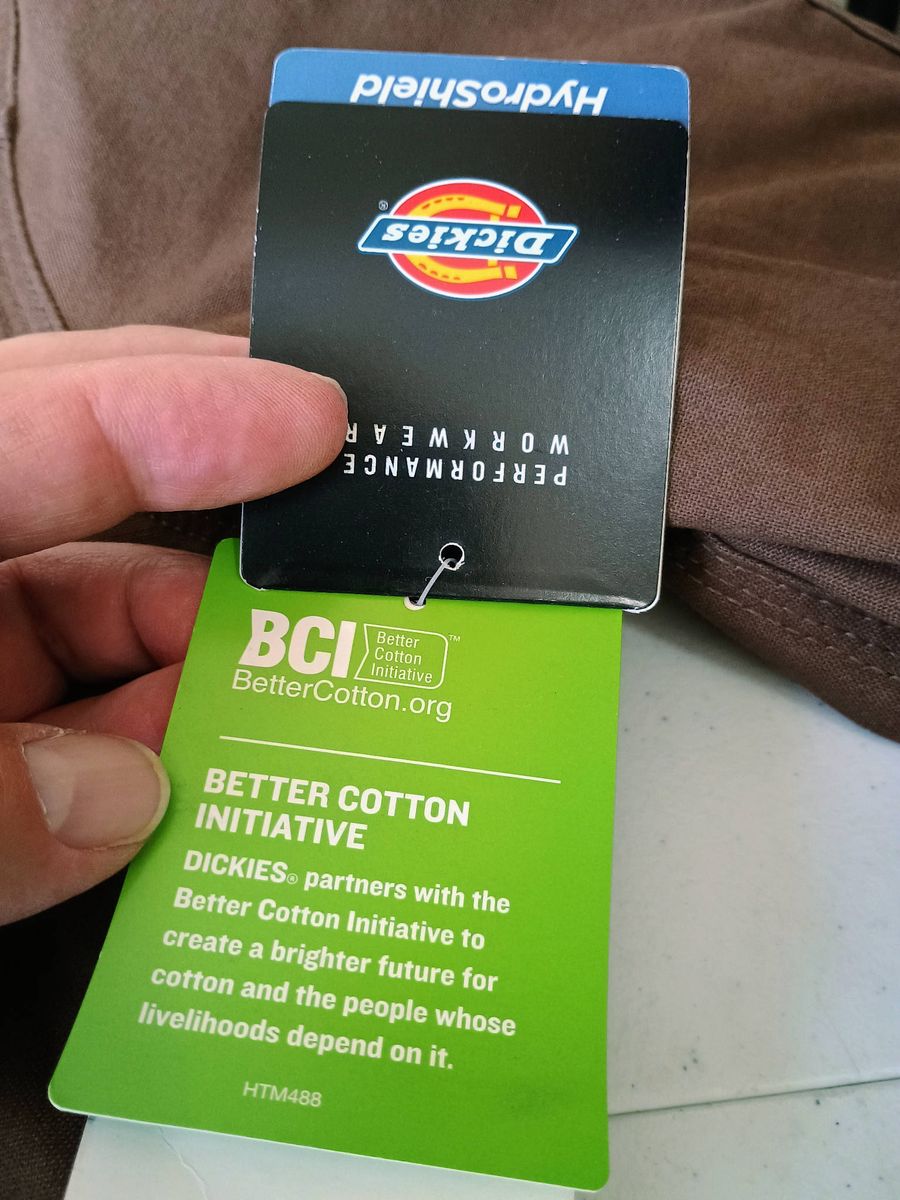 HydroShield
Dickies®
PERFORMANCE
WORKWEAR
BCI Better
Cotton
Initiative™
BetterCotton.org
BETTER COTTON
INITIATIVE
DICKIES® partners with the
Better Cotton Initiative to
create a brighter future for
cotton and the people whose
livelihoods depend on it.
HTM488